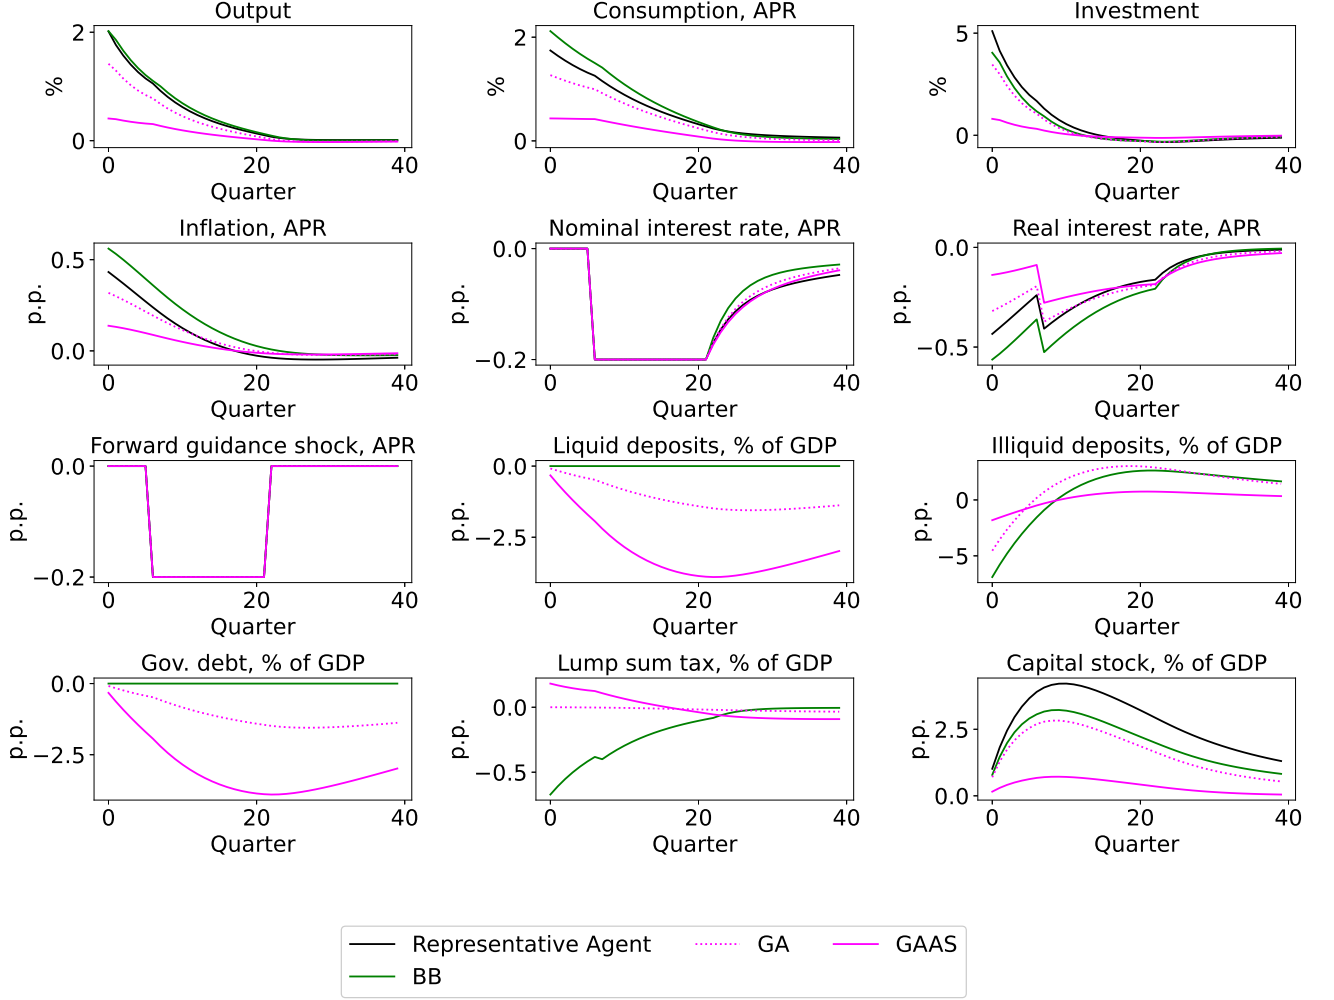 Output
Consumption, APR
Investment
2
0
%
0
20
40
Quarter
2
0
%
0
20
40
Quarter
5
0
%
0
20
40
Quarter
Inflation, APR
Nominal interest rate, APR
Real interest rate, APR
0.5
0.0
p.p.
0
20
40
Quarter
0.0
−0.2
p.p.
0
20
40
Quarter
0.0
−0.5
p.p.
0
20
40
Quarter
Forward guidance shock, APR
Liquid deposits, % of GDP
Illiquid deposits, % of GDP
0.0
−0.2
p.p.
0
20
40
Quarter
0.0
−2.5
p.p.
0
20
40
Quarter
0
−5
p.p.
0
20
40
Quarter
Gov. debt, % of GDP
Lump sum tax, % of GDP
Capital stock, % of GDP
0.0
−2.5
p.p.
0
20
40
Quarter
0.0
−0.5
p.p.
0
20
40
Quarter
2.5
0.0
p.p.
0
20
40
Quarter
Representative Agent
GA
GAAS
BB